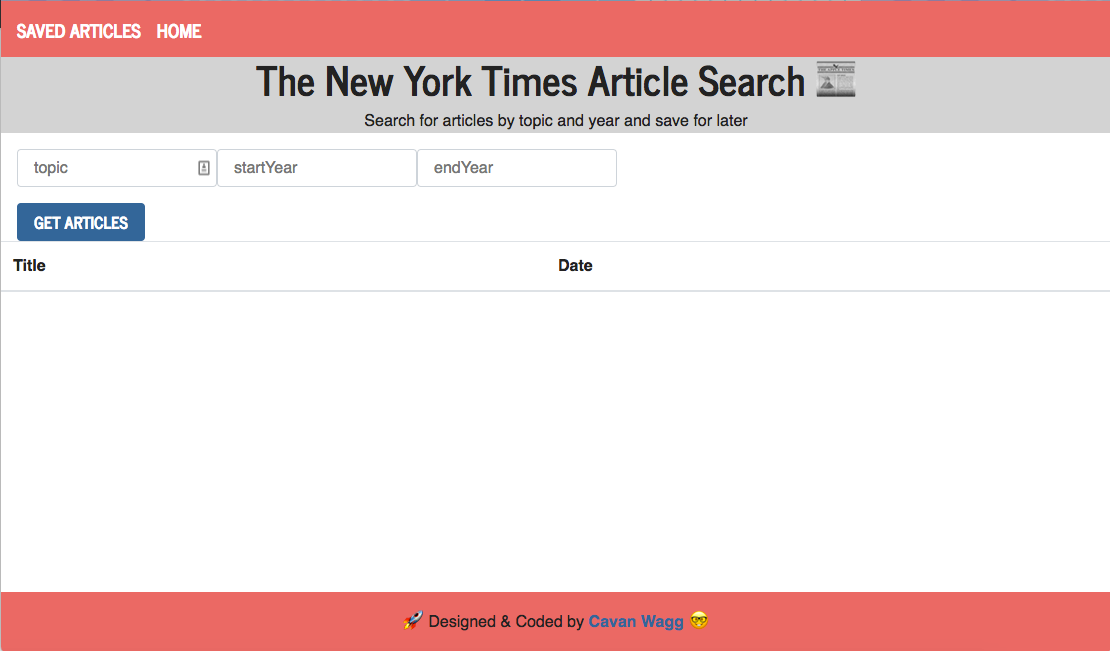 SAVED ARTICLES HOME
The New York Times Article Search
Search for articles by topic and year and save for later
topic startYear endYear
GET ARTICLES
Title Date
🚀 Designed & Coded by Cavan Wagg 🤓